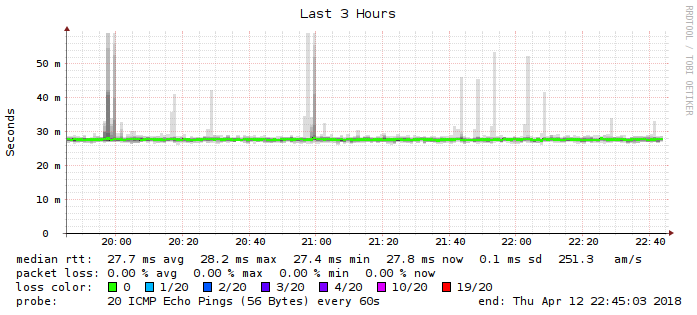 Last 3 Hours
RRDTOOL / TOBI OETIKER
Seconds
50 m
40 m
30 m
20 m
10 m
0
20:00 20:20 20:40 21:00 21:20 21:40 22:00 22:20 22:40
median rtt: 27.7 ms avg 28.2 ms max 27.4 ms min 27.8 ms now 0.1 ms sd 251.3 am/s
packet loss: 0.00 % avg 0.00 % max 0.00 % min 0.00 % now
loss color: 0 1/20 2/20 3/20 4/20 10/20 19/20
probe: 20 ICMP Echo Pings (56 Bytes) every 60s end: Thu Apr 12 22:45:03 2018